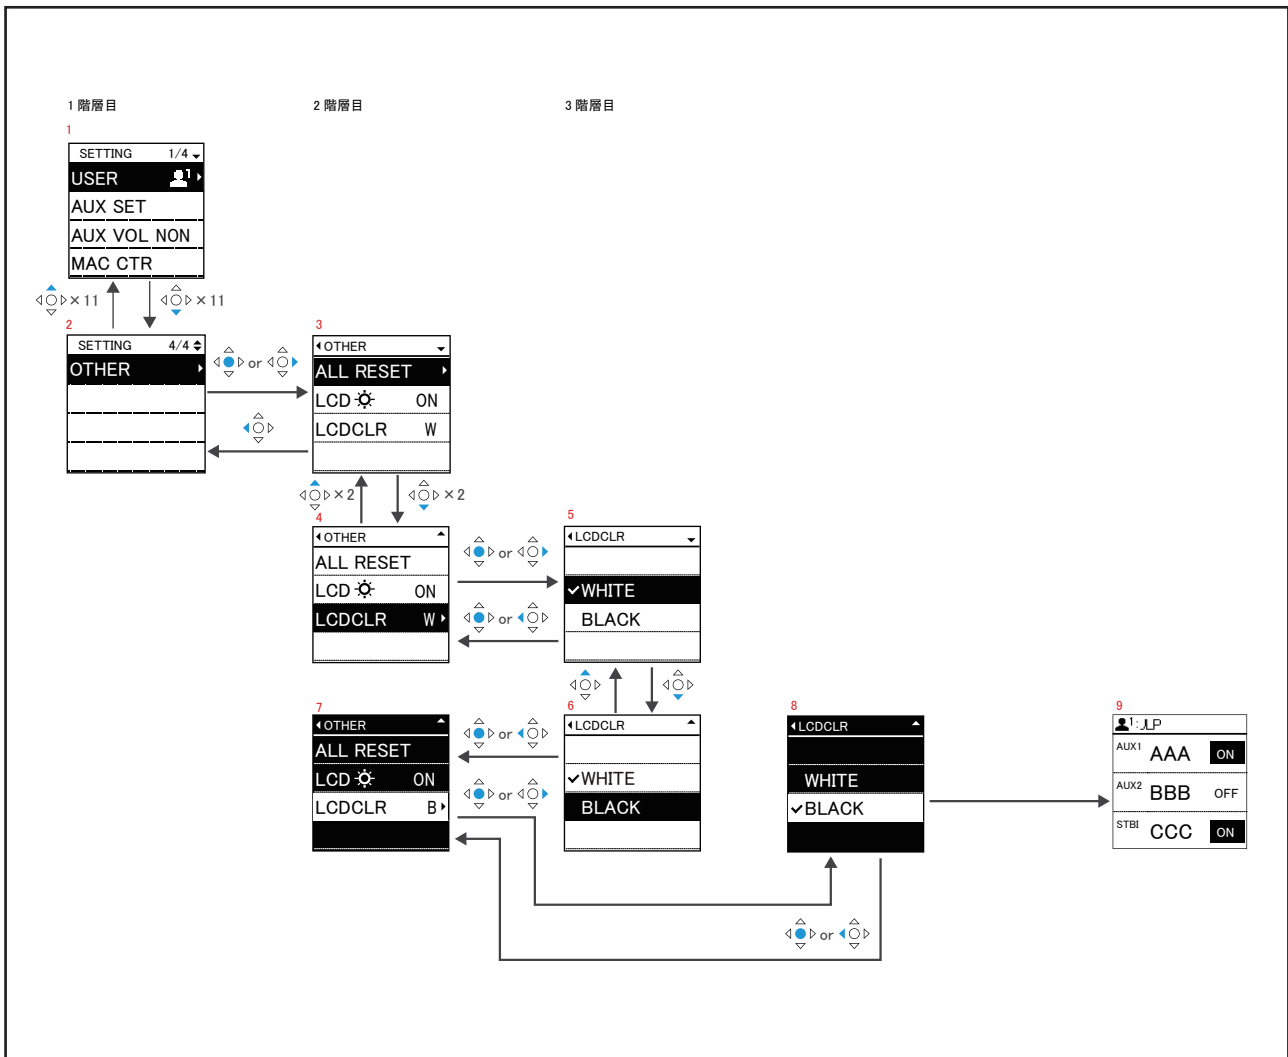 1 階層目
2 階層目
3 階層目
1
SETTING 1/4
USER 1
AUX SET
AUX VOL NON
MAC CTR
×11
×11
2
SETTING 4/4
OTHER
or
3
OTHER
ALL RESET
LCD ON
LCDCLR W
×2
×2
4
OTHER
ALL RESET
LCD ON
LCDCLR W
or
or
5
LCDCLR
WHITE
BLACK
6
LCDCLR
WHITE
BLACK
7
OTHER
ALL RESET
LCD ON
LCDCLR B
or
or
8
LCDCLR
WHITE
BLACK
or
9
1:JLP
AUX1 AAA ON
AUX2 BBB OFF
STBI CCC ON